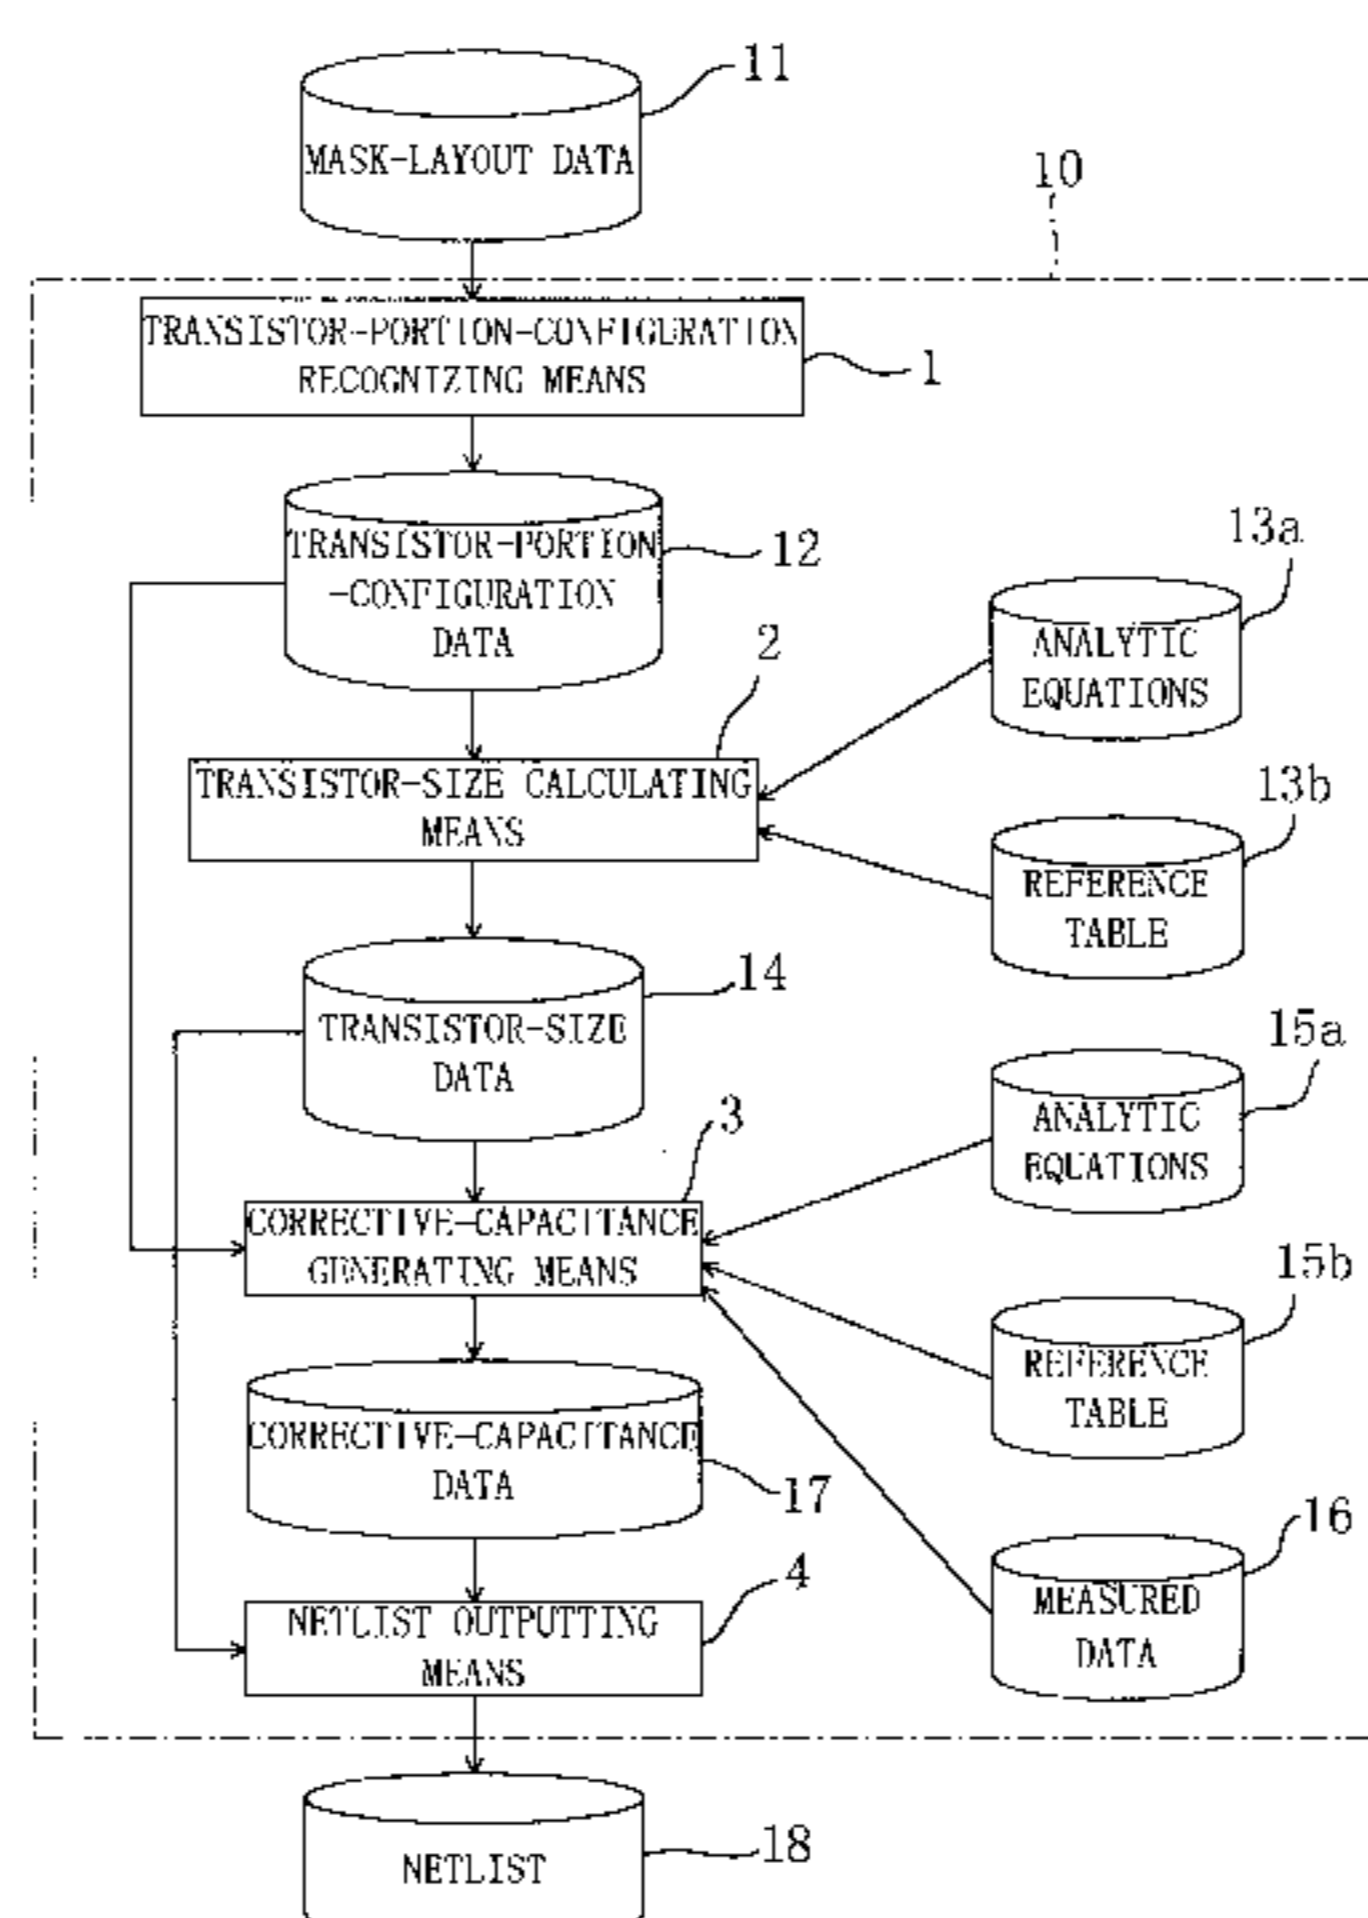 11
MASK-LAYOUT DATA
10
TRANSISTOR-PORTION-CONFIGURATION
RECOGNIZING MEANS
1
TRANSISTOR-PORTION
-CONFIGURATION
DATA
12
13a
ANALYTIC
EQUATIONS
2
TRANSISTOR-SIZE CALCULATING
MEANS
13b
REFERENCE
TABLE
14
TRANSISTOR-SIZE
DATA
15a
ANALYTIC
EQUATIONS
3
CORRECTIVE-CAPACITANCE
GENERATING MEANS
15b
REFERENCE
TABLE
CORRECTIVE-CAPACITANCE
DATA
17
16
MEASURED
DATA
4
NETLIST OUTPUTTING
MEANS
18
NETLIST